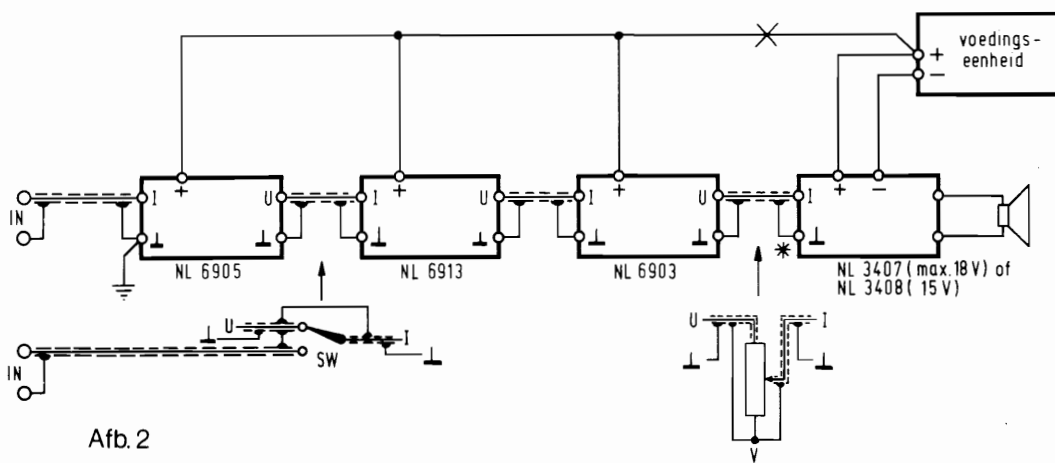 voedings-
eenheid
+
−
+ + + + −
IN I U I U I U I
⊥ ⊥ ⊥ ⊥ ⊥ ⊥ ✳
NL 6905
NL 6913
NL 6903
NL 3407 (max. 18 V) of
NL 3408 ( 15 V)
U I
⊥ ⊥
SW
IN
U I
⊥ ⊥
V
Afb. 2